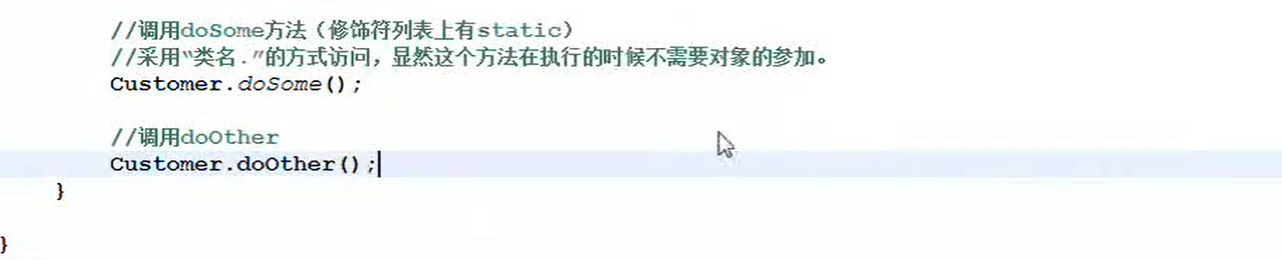 //调用doSome方法（修饰符列表上有static）
//采用“类名.”的方式访问，显然这个方法在执行的时候不需要对象的参加。
Customer.doSome();
//调用doOther
Customer.doOther();
}
}